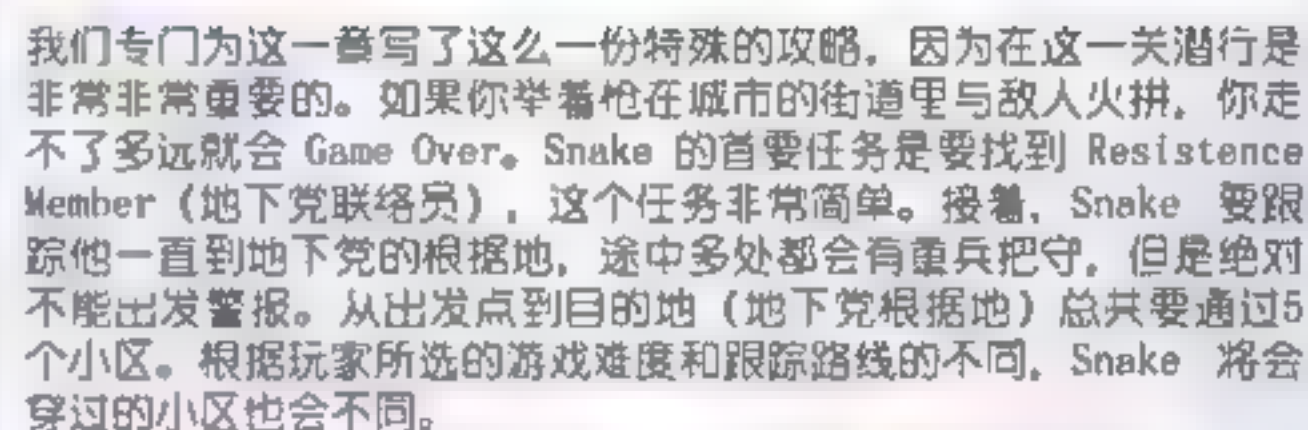 我们专门为这一章写了这么一份特殊的攻略，因为在这一关潜行是
非常非常重要的。如果你举着枪在城市的街道里与敌人火拼，你走
不了多远就会 Game Over。Snake 的首要任务是要找到 Resistence
Member（地下党联络员），这个任务非常简单。接着，Snake 要跟
踪他一直到地下党的根据地，途中多处都会有重兵把守，但是绝对
不能出发警报。从出发点到目的地（地下党根据地）总共要通过5
个小区。根据玩家所选的游戏难度和跟踪路线的不同，Snake 将会
穿过的小区也会不同。